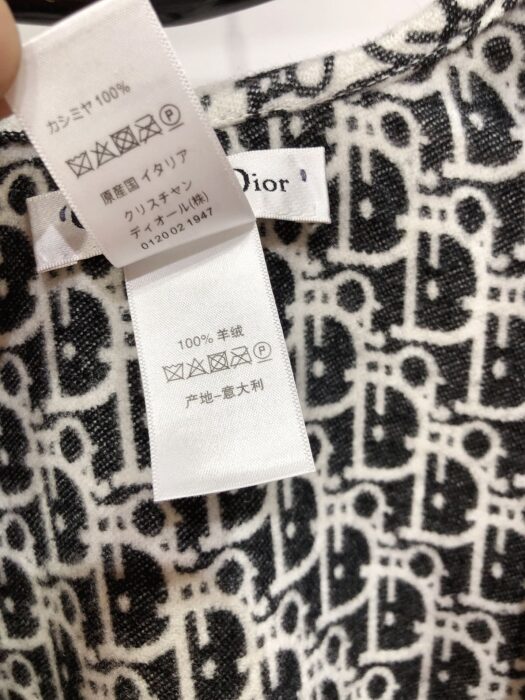 カシミヤ 100%
P
原産国 イタリア
クリスチャン
ディオール(株)
0120 02 1947
Dior
100% 羊绒
P
产地-意大利